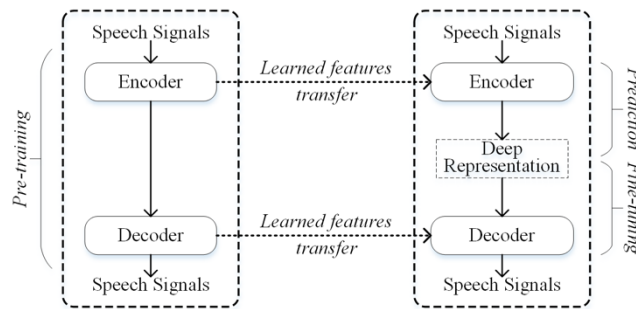 Speech Signals
Encoder
Decoder
Speech Signals
Pre-training
Learned features
transfer
Learned features
transfer
Speech Signals
Encoder
Deep
Representation
Decoder
Speech Signals
Prediction
Fine-tuning